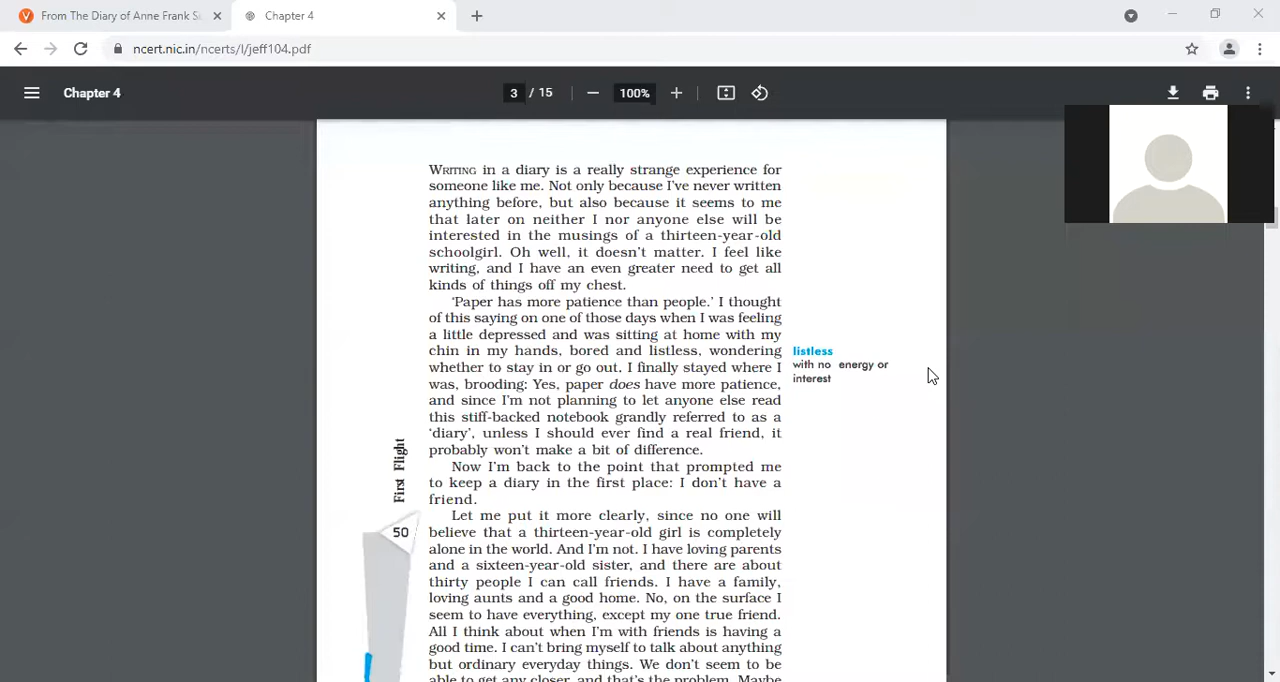 From The Diary of Anne Frank S
Chapter 4
ncert.nic.in/ncerts/l/jeff104.pdf
Chapter 4
3 / 15
100%
WRITING in a diary is a really strange experience for
someone like me. Not only because I've never written
anything before, but also because it seems to me
that later on neither I nor anyone else will be
interested in the musings of a thirteen-year-old
schoolgirl. Oh well, it doesn't matter. I feel like
writing, and I have an even greater need to get all
kinds of things off my chest.
'Paper has more patience than people.' I thought
of this saying on one of those days when I was feeling
a little depressed and was sitting at home with my
chin in my hands, bored and listless, wondering
whether to stay in or go out. I finally stayed where I
was, brooding: Yes, paper does have more patience,
and since I'm not planning to let anyone else read
this stiff-backed notebook grandly referred to as a
'diary', unless I should ever find a real friend, it
probably won't make a bit of difference.
Now I'm back to the point that prompted me
to keep a diary in the first place: I don't have a
friend.
Let me put it more clearly, since no one will
believe that a thirteen-year-old girl is completely
alone in the world. And I'm not. I have loving parents
and a sixteen-year-old sister, and there are about
thirty people I can call friends. I have a family,
loving aunts and a good home. No, on the surface I
seem to have everything, except my one true friend.
All I think about when I'm with friends is having a
good time. I can't bring myself to talk about anything
but ordinary everyday things. We don't seem to be
able to get any closer, and that's the problem. Maybe
listless
with no energy or
interest
First Flight
50